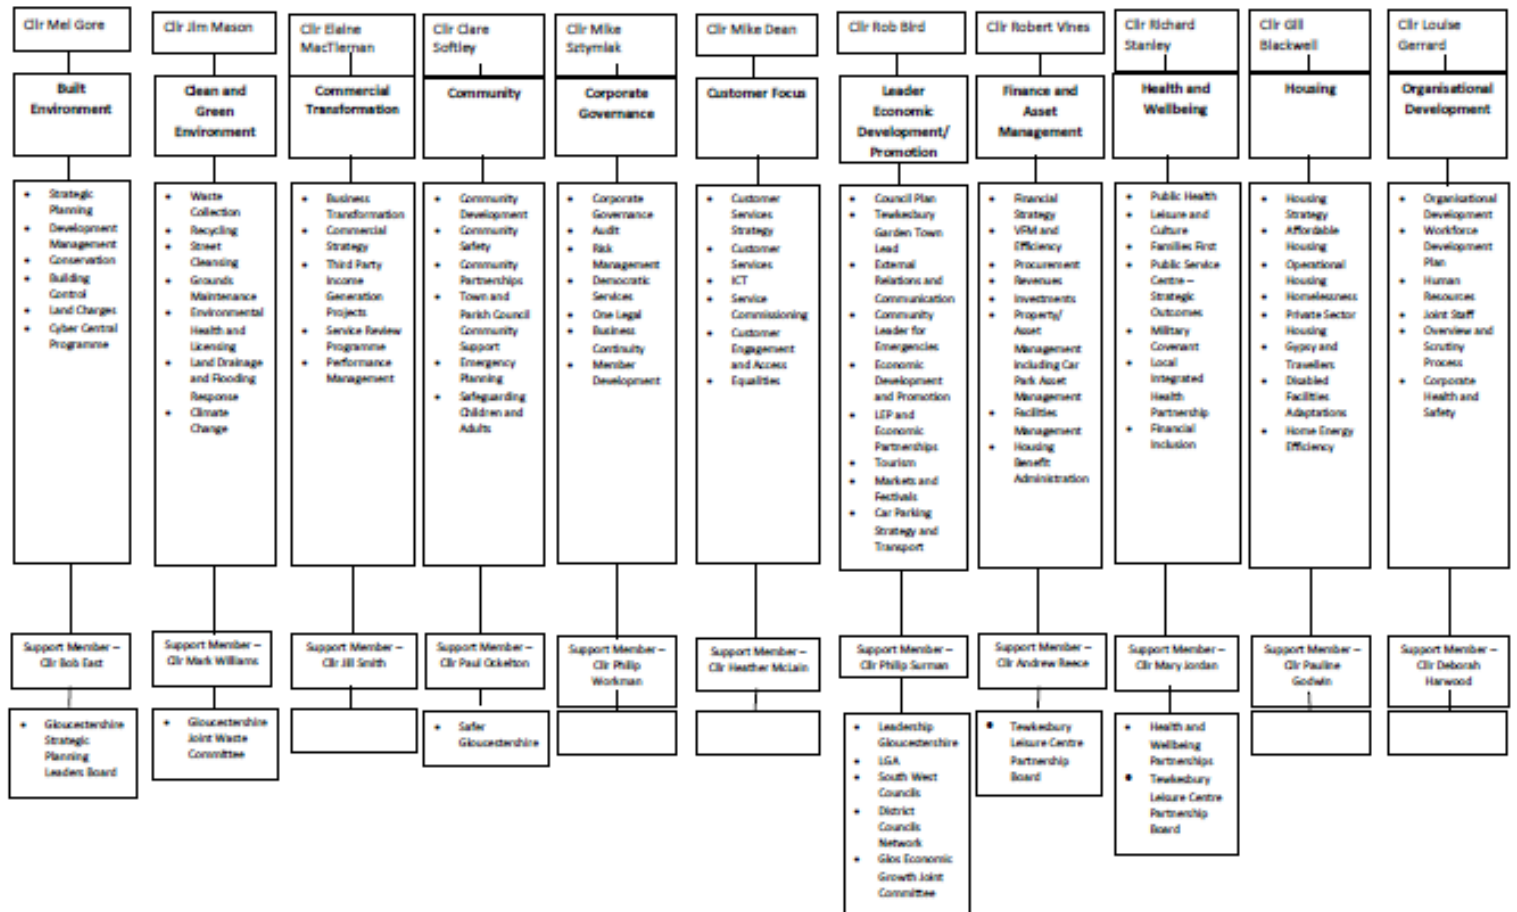 Cllr Mel Gore
Built
Environment
• Strategic
Planning
• Development
Management
• Conservation
• Building
Control
• Land Charges
• Cyber Central
Programme
Support Member –
Cllr Bob East
• Gloucestershire
Strategic
Planning
Leaders Board
Cllr Jim Mason
Clean and
Green
Environment
• Waste
Collection
• Recycling
• Street
Cleansing
• Grounds
Maintenance
• Environmental
Health and
Licensing
• Land Drainage
and Flooding
Response
• Climate
Change
Support Member –
Cllr Mark Williams
• Gloucestershire
Joint Waste
Committee
Cllr Elaine
MacTiernan
Commercial
Transformation
• Business
Transformation
• Commercial
Strategy
• Third Party
Income
Generation
Projects
• Service Review
Programme
• Performance
Management
Support Member –
Cllr Jill Smith
Cllr Clare
Softley
Community
• Community
Development
• Community
Safety
• Community
Partnerships
• Town and
Parish Council
Community
Support
• Emergency
Planning
• Safeguarding
Children and
Adults
Support Member –
Cllr Paul Ockelton
• Safer
Gloucestershire
Cllr Mike
Sztymiak
Corporate
Governance
• Corporate
Governance
• Audit
• Risk
Management
• Democratic
Services
• One Legal
• Business
Continuity
• Member
Development
Support Member –
Cllr Philip
Workman
Cllr Mike Dean
Customer Focus
• Customer
Services
Strategy
• Customer
Services
• ICT
• Service
Commissioning
• Customer
Engagement
and Access
• Equalities
Support Member –
Cllr Heather McLain
Cllr Rob Bird
Leader
Economic
Development/
Promotion
• Council Plan
• Tewkesbury
Garden Town
Lead
• External
Relations and
Communication
• Community
Leader for
Emergencies
• Economic
Development
and Promotion
• LEP and
Economic
Partnerships
• Tourism
• Markets and
Festivals
• Car Parking
Strategy and
Transport
Support Member –
Cllr Philip Surman
• Leadership
Gloucestershire
• LGA
• South West
Councils
• District
Councils
Network
• Glos Economic
Growth Joint
Committee
Cllr Robert Vines
Finance and
Asset
Management
• Financial
Strategy
• VFM and
Efficiency
• Procurement
• Revenues
• Investments
• Property/
Asset
Management
including Car
Park Asset
Management
• Facilities
Management
• Housing
Benefit
Administration
Support Member –
Cllr Andrew Reece
• Tewkesbury
Leisure Centre
Partnership
Board
Cllr Richard
Stanley
Health and
Wellbeing
• Public Health
• Leisure and
Culture
• Families First
• Public Service
Centre –
Strategic
Outcomes
• Military
Covenant
• Local
Integrated
Health
Partnership
• Financial
Inclusion
Support Member –
Cllr Mary Jordan
• Health and
Wellbeing
Partnerships
• Tewkesbury
Leisure Centre
Partnership
Board
Cllr Gill
Blackwell
Housing
• Housing
Strategy
• Affordable
Housing
• Operational
Housing
• Homelessness
• Private Sector
Housing
• Gypsy and
Travellers
• Disabled
Facilities
Adaptations
• Home Energy
Efficiency
Support Member –
Cllr Pauline
Godwin
Cllr Louise
Gerrard
Organisational
Development
• Organisational
Development
• Workforce
Development
Plan
• Human
Resources
• Joint Staff
• Overview and
Scrutiny
Process
• Corporate
Health and
Safety
Support Member –
Cllr Deborah
Harwood